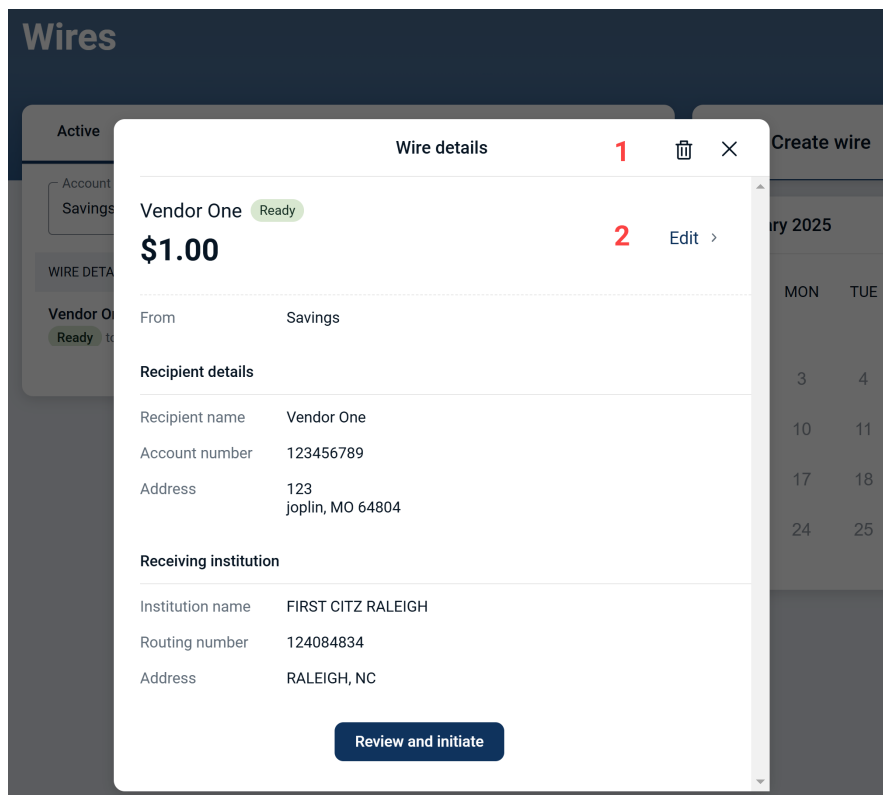 Wires
Active
Create wire
Wire details
1
Account
Savings
Vendor One Ready
$1.00
2
Edit
2025
WIRE
MON TUE
Vendor
Ready
From Savings
Recipient details
3 4
Recipient name Vendor One
10 11
Account number 123456789
17 18
Address 123
joplin, MO 64804
24 25
Receiving institution
Institution name FIRST CITZ RALEIGH
Routing number 124084834
Address RALEIGH, NC
Review and initiate